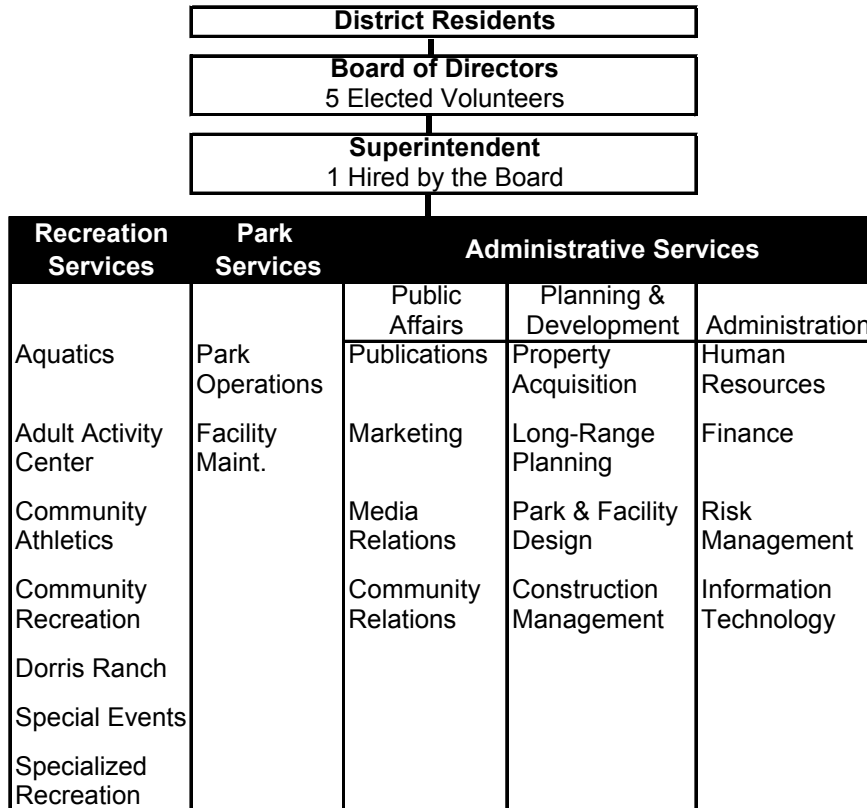 District Residents
Board of Directors
5 Elected Volunteers
Superintendent
1 Hired by the Board
Recreation
Services
Park
Services
Administrative Services
Public
Affairs
Planning &
Development
Administration
Aquatics
Adult Activity
Center
Community
Athletics
Community
Recreation
Dorris Ranch
Special Events
Specialized
Recreation
Park
Operations
Facility
Maint.
Publications
Marketing
Media
Relations
Community
Relations
Property
Acquisition
Long-Range
Planning
Park & Facility
Design
Construction
Management
Human
Resources
Finance
Risk
Management
Information
Technology